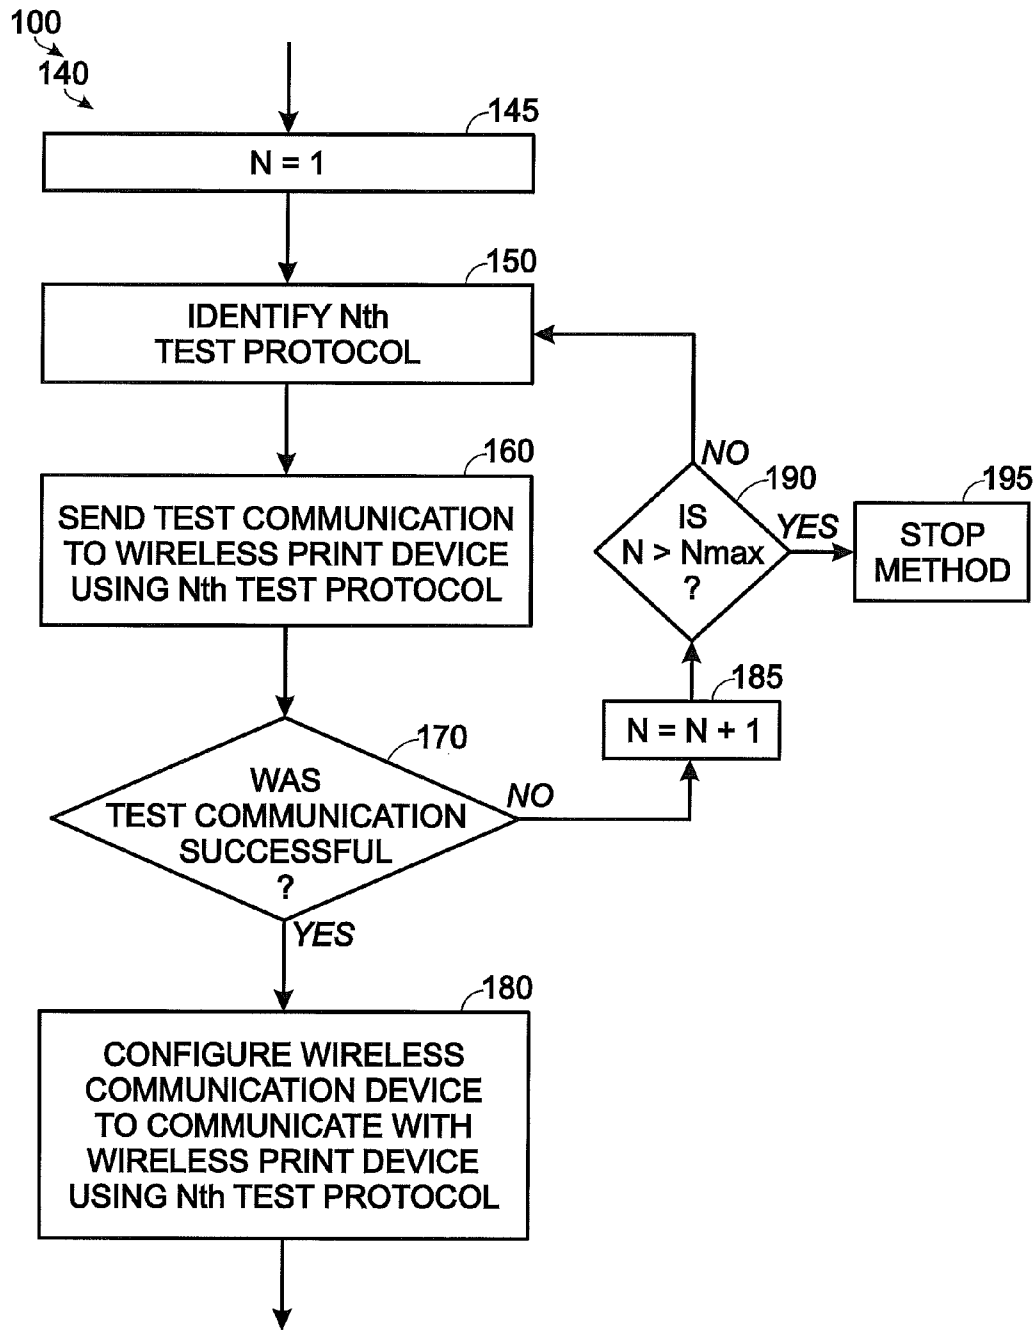 100
140
145
N = 1
150
IDENTIFY Nth
TEST PROTOCOL
160
SEND TEST COMMUNICATION
TO WIRELESS PRINT DEVICE
USING Nth TEST PROTOCOL
170
WAS
TEST COMMUNICATION
SUCCESSFUL
?
NO
YES
180
CONFIGURE WIRELESS
COMMUNICATION DEVICE
TO COMMUNICATE WITH
WIRELESS PRINT DEVICE
USING Nth TEST PROTOCOL
185
N = N + 1
190
IS
N > Nmax
?
NO
YES
195
STOP
METHOD